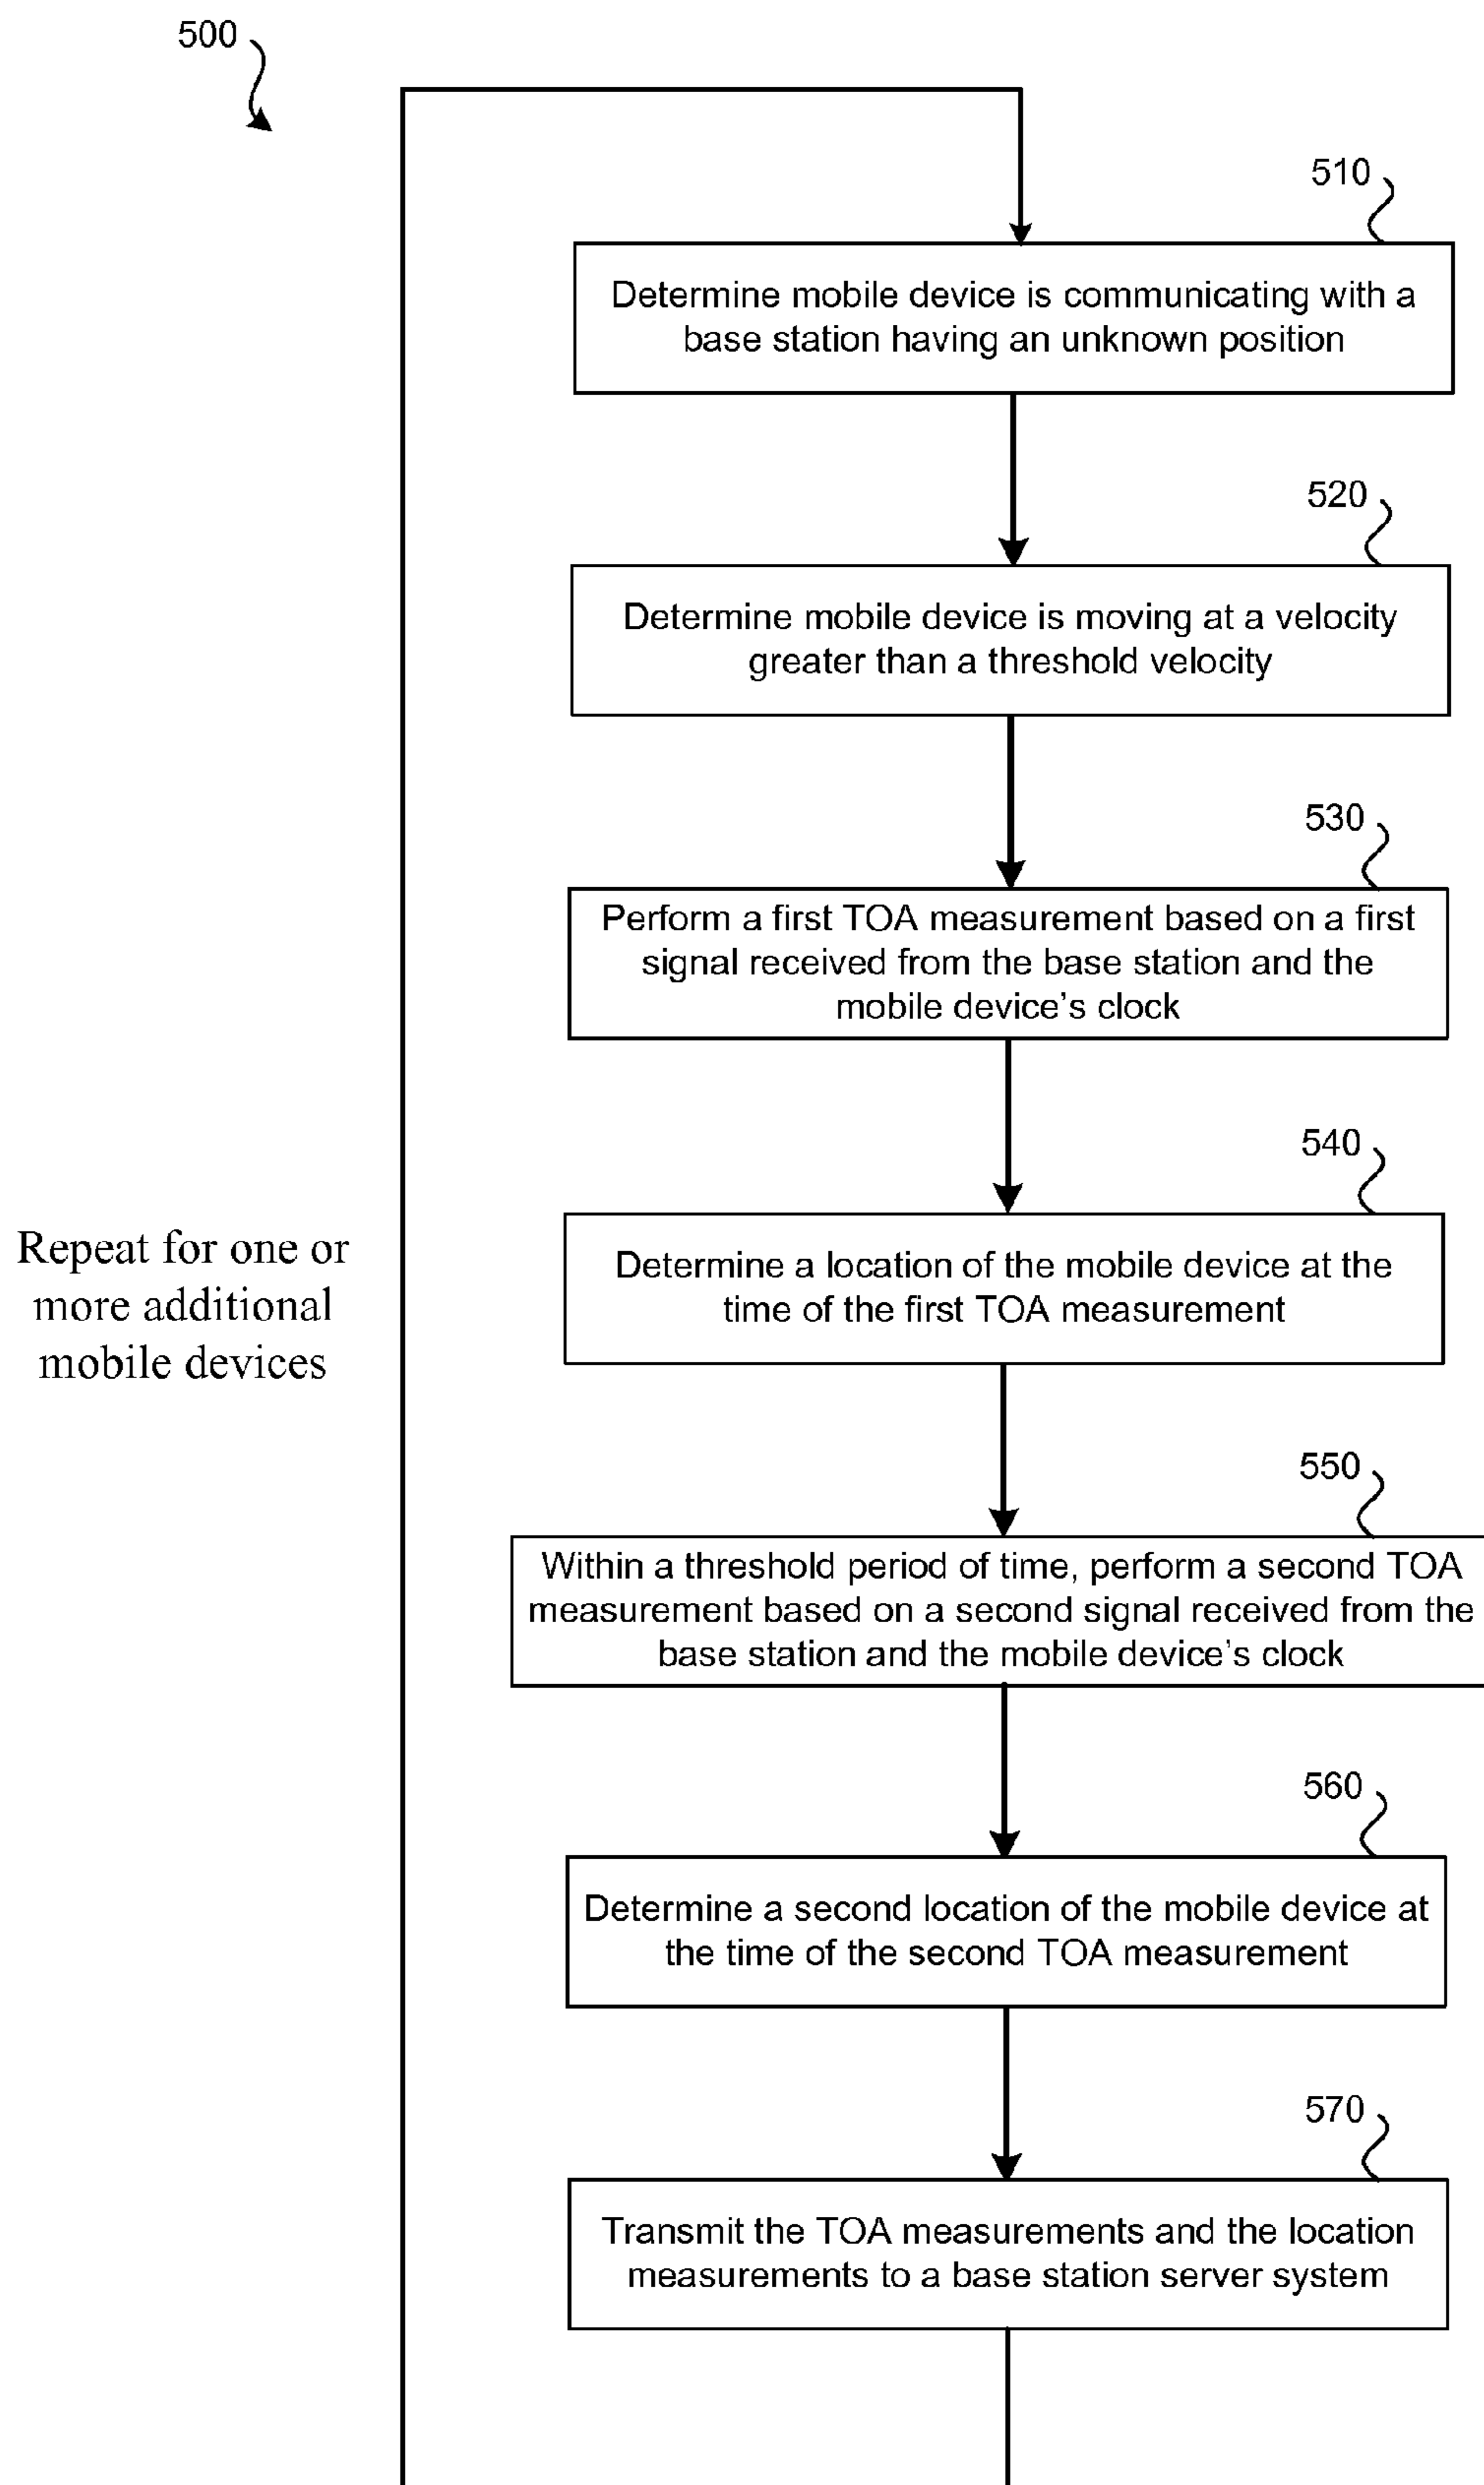 500
510
Determine mobile device is communicating with a
base station having an unknown position
520
Determine mobile device is moving at a velocity
greater than a threshold velocity
530
Perform a first TOA measurement based on a first
signal received from the base station and the
mobile device's clock
540
Determine a location of the mobile device at the
time of the first TOA measurement
Repeat for one or
more additional
mobile devices
550
Within a threshold period of time, perform a second TOA
measurement based on a second signal received from the
base station and the mobile device's clock
560
Determine a second location of the mobile device at
the time of the second TOA measurement
570
Transmit the TOA measurements and the location
measurements to a base station server system